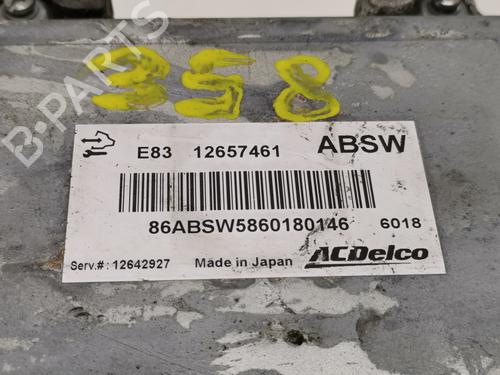 B-PARTS
358
E83 12657461 ABSW
86ABSW5860180146 6018
Serv.#: 12642927 Made in Japan ACDelco